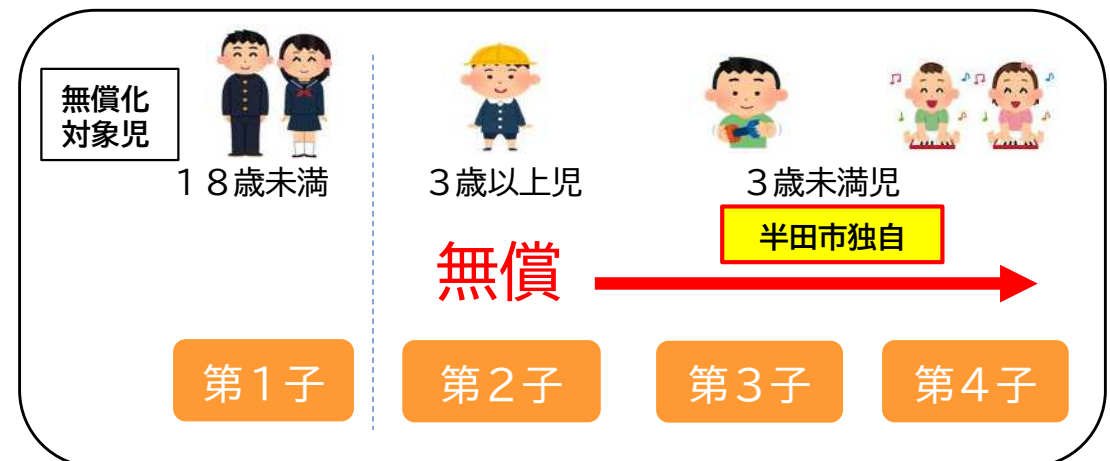 無償化
対象児
１８歳未満
３歳以上児
３歳未満児
半田市独自
無償
第１子
第２子
第３子
第４子